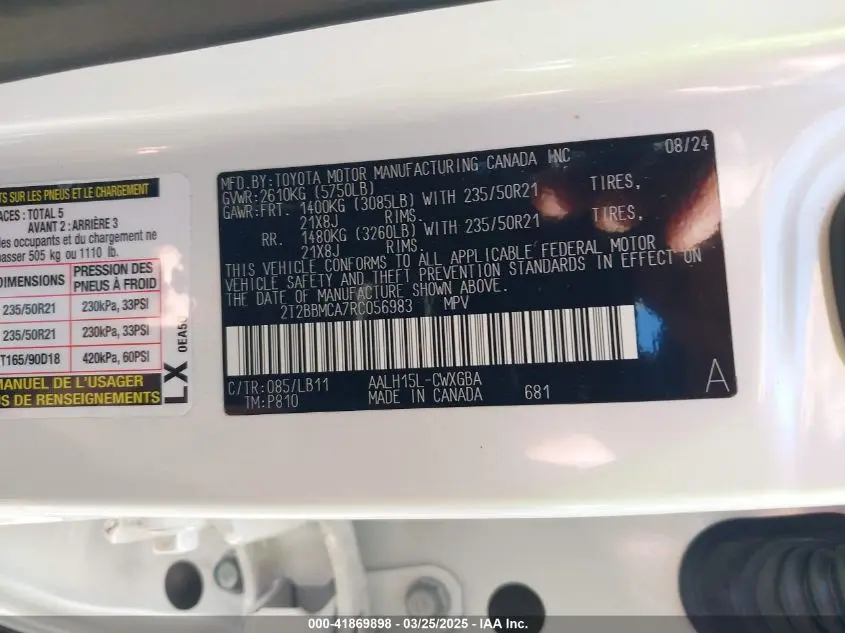 TS SUR LES PNEUS ET LE CHARGEMENT
ACES : TOTAL 5
AVANT 2 : ARRIÈRE 3
des occupants et du chargement ne
passer 505 kg ou 1110 lb.
DIMENSIONS PRESSION DES PNEUS À FROID
235/50R21 230kPa, 33PSI
235/50R21 230kPa, 33PSI
T165/90D18 420kPa, 60PSI
MANUEL DE L'USAGER
US DE RENSEIGNEMENTS
LX 0EA50
MFD.BY:TOYOTA MOTOR MANUFACTURING CANADA INC 08/24
GVWR:2610KG (5750LB)
GAWR:FRT. 1400KG (3085LB) WITH 235/50R21 TIRES,
21X8J RIMS.
RR. 1480KG (3260LB) WITH 235/50R21 TIRES,
21X8J RIMS.
THIS VEHICLE CONFORMS TO ALL APPLICABLE FEDERAL MOTOR
VEHICLE SAFETY AND THEFT PREVENTION STANDARDS IN EFFECT ON
THE DATE OF MANUFACTURE SHOWN ABOVE.
2T2BBMCA7RC056983 MPV
C/TR:085/LB11 AALH15L-CWXGBA
TM:P810 MADE IN CANADA 681 A
000-41869898 - 03/25/2025 - IAA Inc.